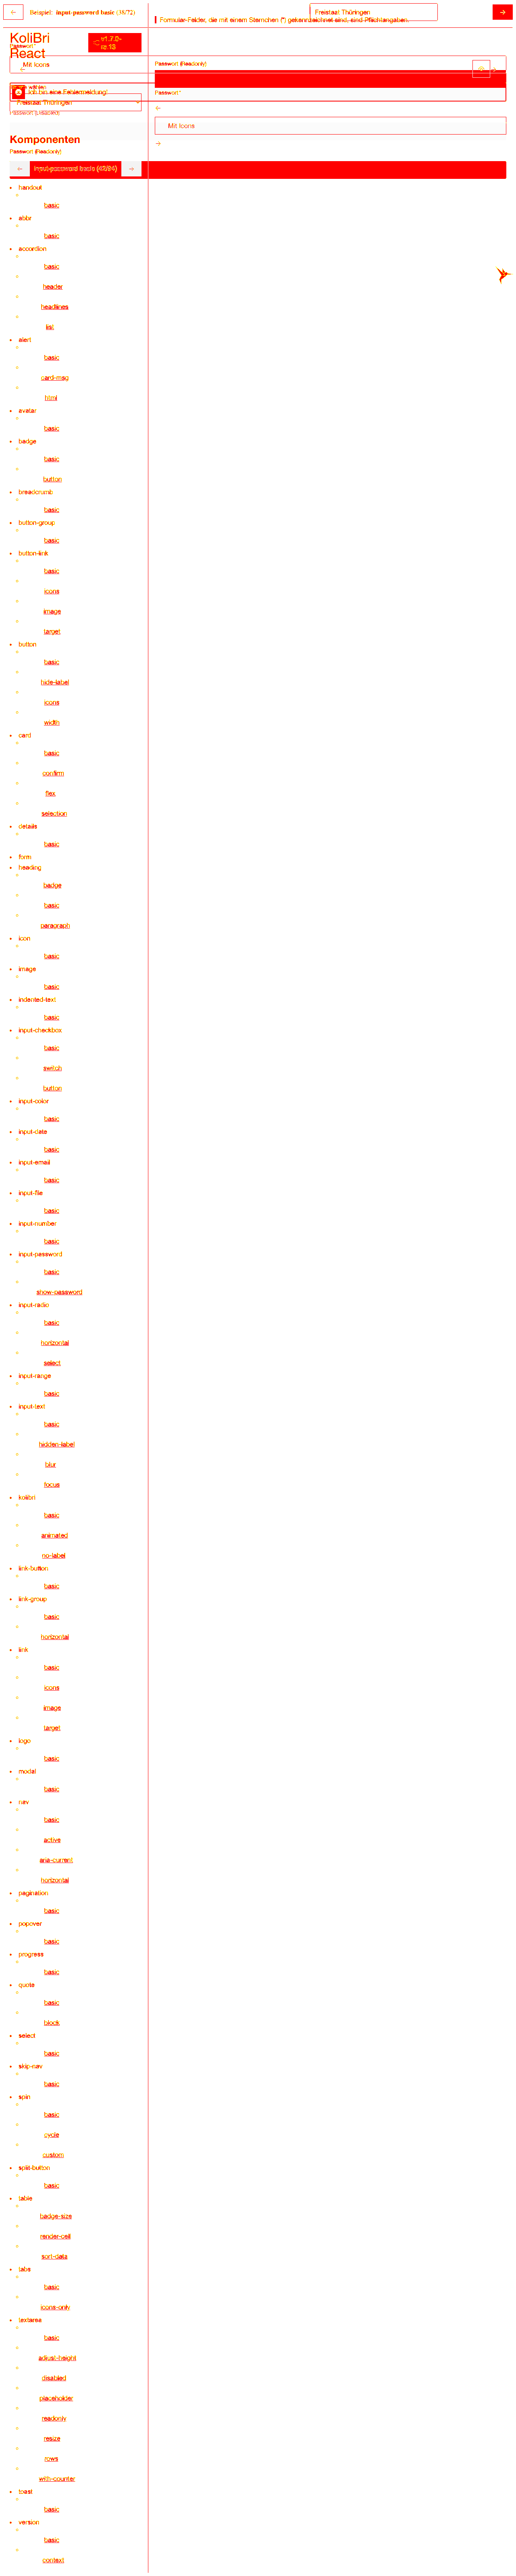 Beispiel: input-password basic
Formular-Felder, die mit einem Sternchen (*) gekennzeichnet sind, sind Pflichtangaben.
Freistaat Thüringen
KoliBri
React
v1.7.0-
rc.13
Passwort
Mit Icons
Ich bin eine Fehlermeldung!
Freistaat Thüringen
Passwort (Disabled)
Komponenten
Passwort (Readonly)
Input-password basic
Passwort (Readonly)
Passwort*
Mit Icons
handout
basic
abbr
basic
accordion
basic
header
headlines
list
alert
basic
card-msg
html
avatar
basic
badge
basic
button
breadcrumb
basic
button-group
basic
button-link
basic
icons
image
target
button
basic
hide-label
icons
width
card
basic
confirm
flex
selection
details
basic
form
heading
badge
basic
paragraph
icon
basic
image
basic
indented-text
basic
input-checkbox
basic
switch
button
input-color
basic
input-date
basic
input-email
basic
input-file
basic
input-number
basic
input-password
basic
show-password
input-radio
basic
horizontal
select
input-range
basic
input-text
basic
hidden-label
blur
focus
kolibri
basic
animated
no-label
link-button
basic
link-group
basic
horizontal
link
basic
icons
image
target
logo
basic
modal
basic
nav
basic
active
aria-current
horizontal
pagination
basic
popover
basic
progress
basic
quote
basic
block
select
basic
skip-nav
basic
spin
basic
cycle
custom
split-button
basic
table
badge-size
render-cell
sort-data
tabs
basic
icons-only
textarea
basic
adjust-height
disabled
placeholder
readonly
resize
rows
with-counter
toast
basic
version
basic
context